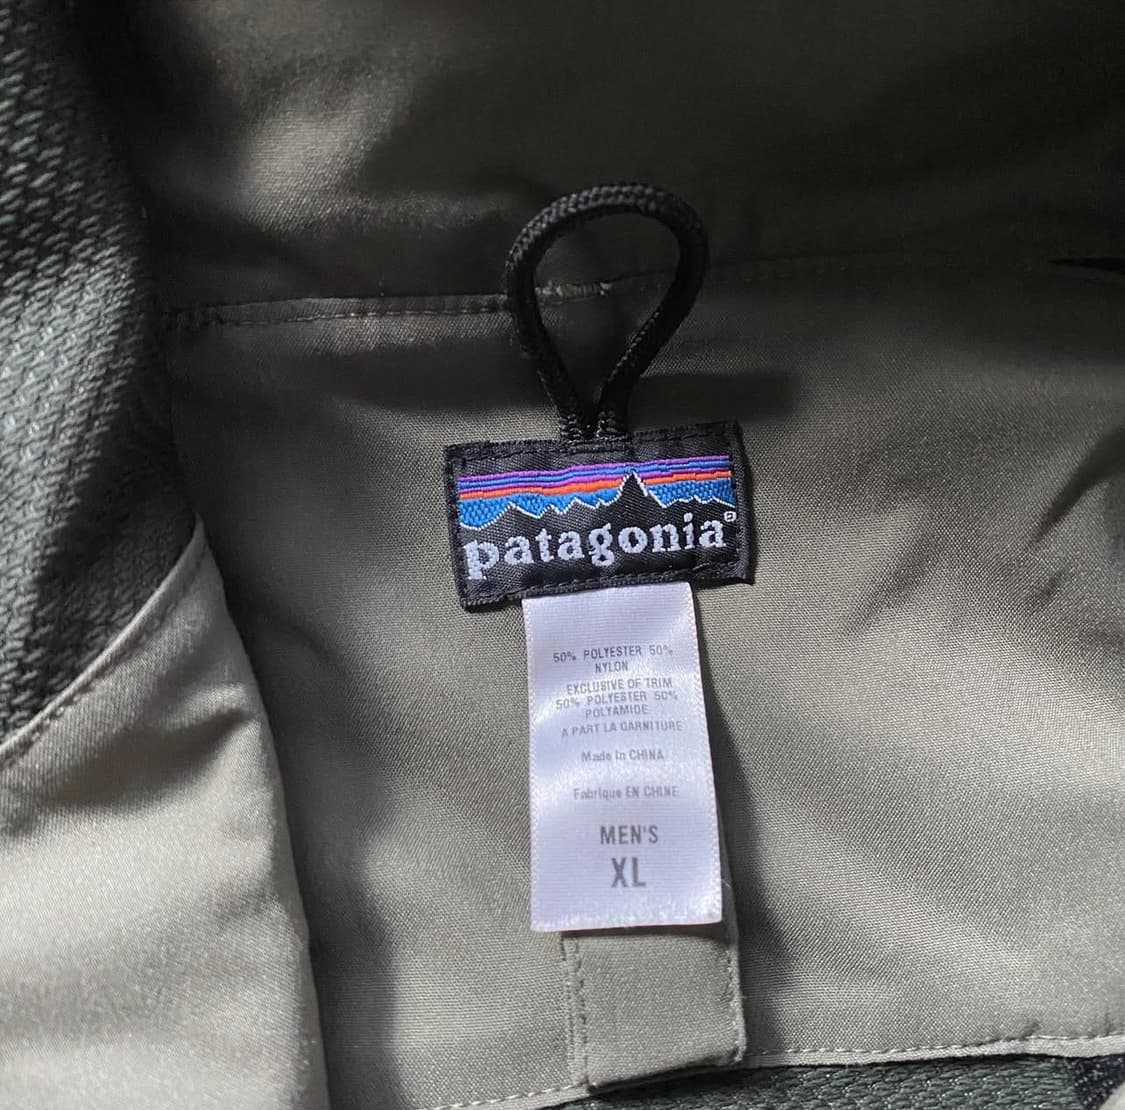 patagonia®
50% POLYESTER 50%
NYLON
EXCLUSIVE OF TRIM
50% POLYESTER 50%
POLYAMIDE
A PART LA GARNITURE
Made in CHINA
Fabrique EN CHINE
MEN'S
XL